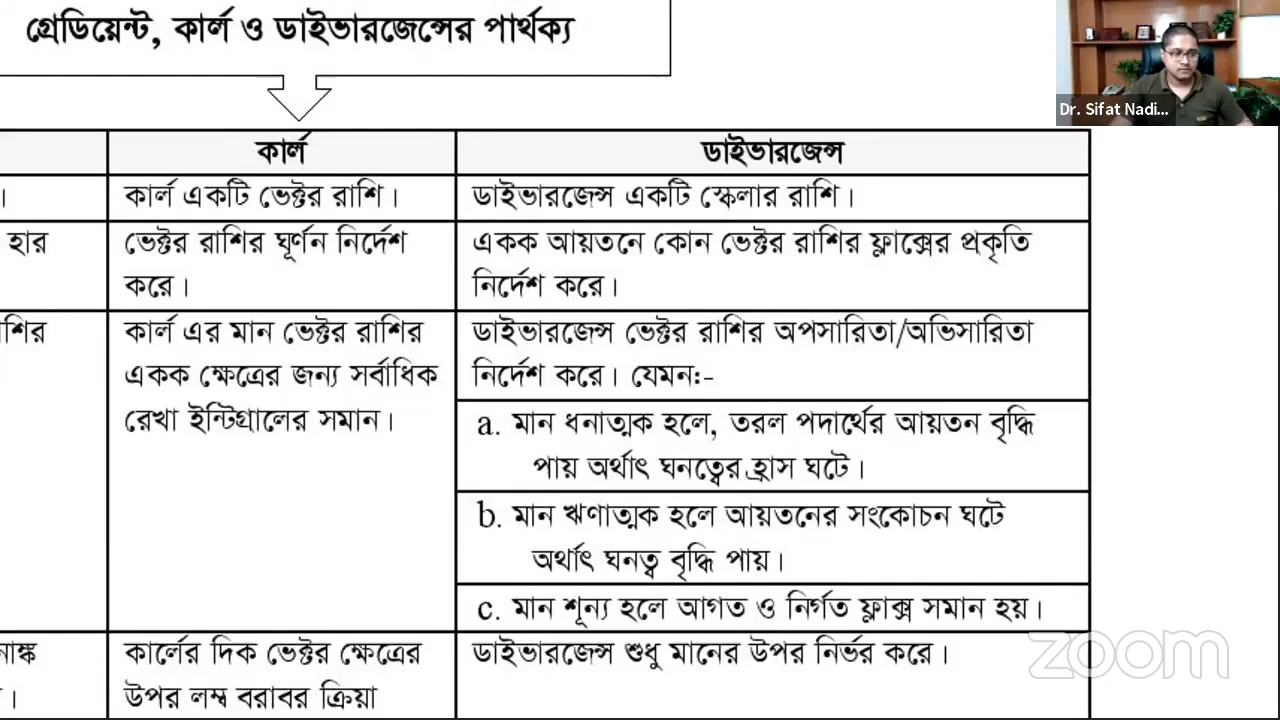 গ্রেডিয়েন্ট, কার্ল ও ডাইভারজেন্সের পার্থক্য
Dr. Sifat Nadi...
কার্ল
ডাইভারজেন্স
।
কার্ল একটি ভেক্টর রাশি।
ডাইভারজেন্স একটি স্কেলার রাশি।
হার
ভেক্টর রাশির ঘূর্ণন নির্দেশ
করে।
একক আয়তনে কোন ভেক্টর রাশির ফ্লাক্সের প্রকৃতি
নির্দেশ করে।
াশির
কার্ল এর মান ভেক্টর রাশির
একক ক্ষেত্রের জন্য সর্বাধিক
রেখা ইন্টিগ্রালের সমান।
ডাইভারজেন্স ভেক্টর রাশির অপসারিতা/অভিসারিতা
নির্দেশ করে। যেমনঃ-
a. মান ধনাত্মক হলে, তরল পদার্থের আয়তন বৃদ্ধি
পায় অর্থাৎ ঘনত্বের হ্রাস ঘটে।
b. মান ঋণাত্মক হলে আয়তনের সংকোচন ঘটে
অর্থাৎ ঘনত্ব বৃদ্ধি পায়।
c. মান শূন্য হলে আগত ও নির্গত ফ্লাক্স সমান হয়।
নাঙ্ক
।
কার্লের দিক ভেক্টর ক্ষেত্রের
উপর লম্ব বরাবর ক্রিয়া
ডাইভারজেন্স শুধু মানের উপর নির্ভর করে।
zoom